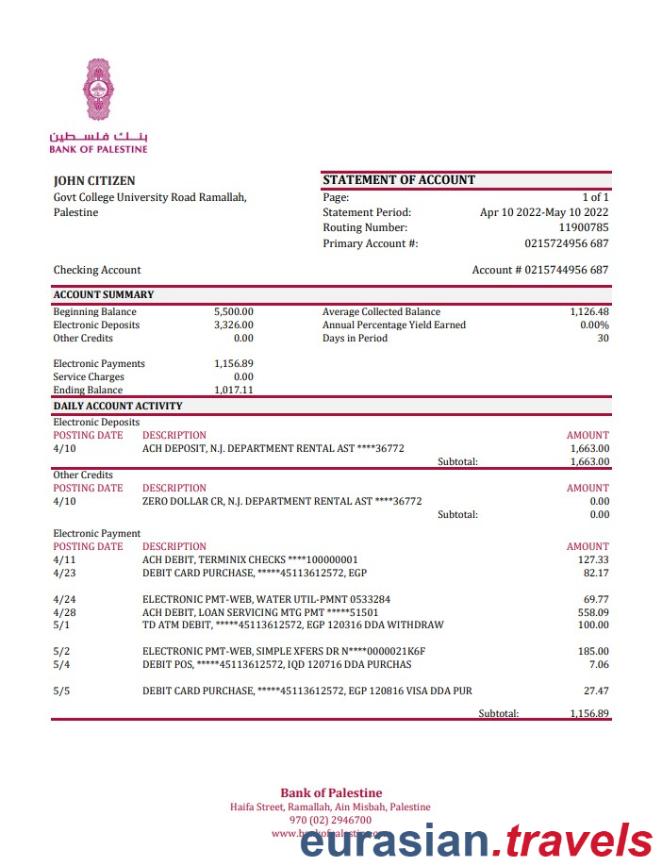 بنك فلسطين
BANK OF PALESTINE
JOHN CITIZEN
Govt College University Road Ramallah,
Palestine
STATEMENT OF ACCOUNT
Page: 1 of 1
Statement Period: Apr 10 2022-May 10 2022
Routing Number: 11900785
Primary Account #: 0215724956 687
Checking Account Account # 0215744956 687
ACCOUNT SUMMARY
Beginning Balance 5,500.00 Average Collected Balance 1,126.48
Electronic Deposits 3,326.00 Annual Percentage Yield Earned 0.00%
Other Credits 0.00 Days in Period 30
Electronic Payments 1,156.89
Service Charges 0.00
Ending Balance 1,017.11
DAILY ACCOUNT ACTIVITY
Electronic Deposits
POSTING DATE DESCRIPTION AMOUNT
4/10 ACH DEPOSIT, N.J. DEPARTMENT RENTAL AST ****36772 1,663.00
Subtotal: 1,663.00
Other Credits
POSTING DATE DESCRIPTION AMOUNT
4/10 ZERO DOLLAR CR, N.J. DEPARTMENT RENTAL AST ****36772 0.00
Subtotal: 0.00
Electronic Payment
POSTING DATE DESCRIPTION AMOUNT
4/11 ACH DEBIT, TERMINIX CHECKS ****100000001 127.33
4/23 DEBIT CARD PURCHASE, *****45113612572, EGP 82.17
4/24 ELECTRONIC PMT-WEB, WATER UTIL-PMNT 0533284 69.77
4/28 ACH DEBIT, LOAN SERVICING MTG PMT *****51501 558.09
5/1 TD ATM DEBIT, *****45113612572, EGP 120316 DDA WITHDRAW 100.00
5/2 ELECTRONIC PMT-WEB, SIMPLE XFERS DR N****0000021K6F 185.00
5/4 DEBIT POS, *****45113612572, IQD 120716 DDA PURCHAS 7.06
5/5 DEBIT CARD PURCHASE, *****45113612572, EGP 120816 VISA DDA PUR 27.47
Subtotal: 1,156.89
Bank of Palestine
Haifa Street, Ramallah, Ain Misbah, Palestine
970 (02) 2946700
eurasian.travels